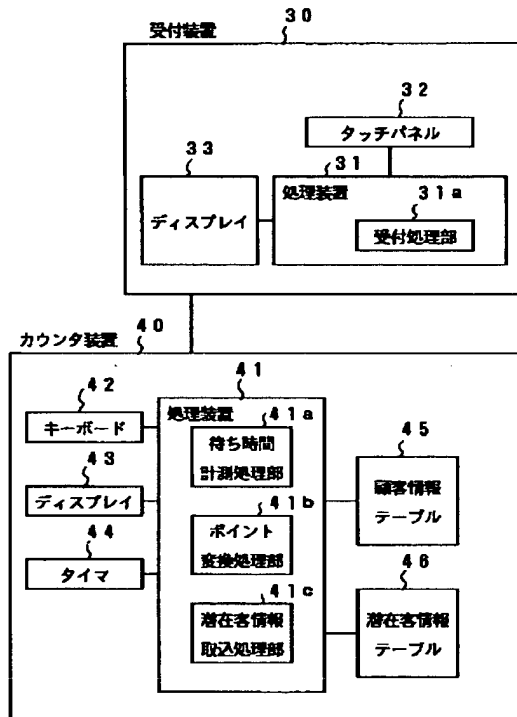 受付装置
30
32
タッチパネル
33
31
ディスプレイ
処理装置
31a
受付処理部
カウンタ装置
40
42
キーボード
43
ディスプレイ
44
タイマ
41
処理装置
41a
待ち時間
計測処理部
41b
ポイント
変換処理部
41c
潜在客情報
取込処理部
45
顧客情報
テーブル
46
潜在客情報
テーブル